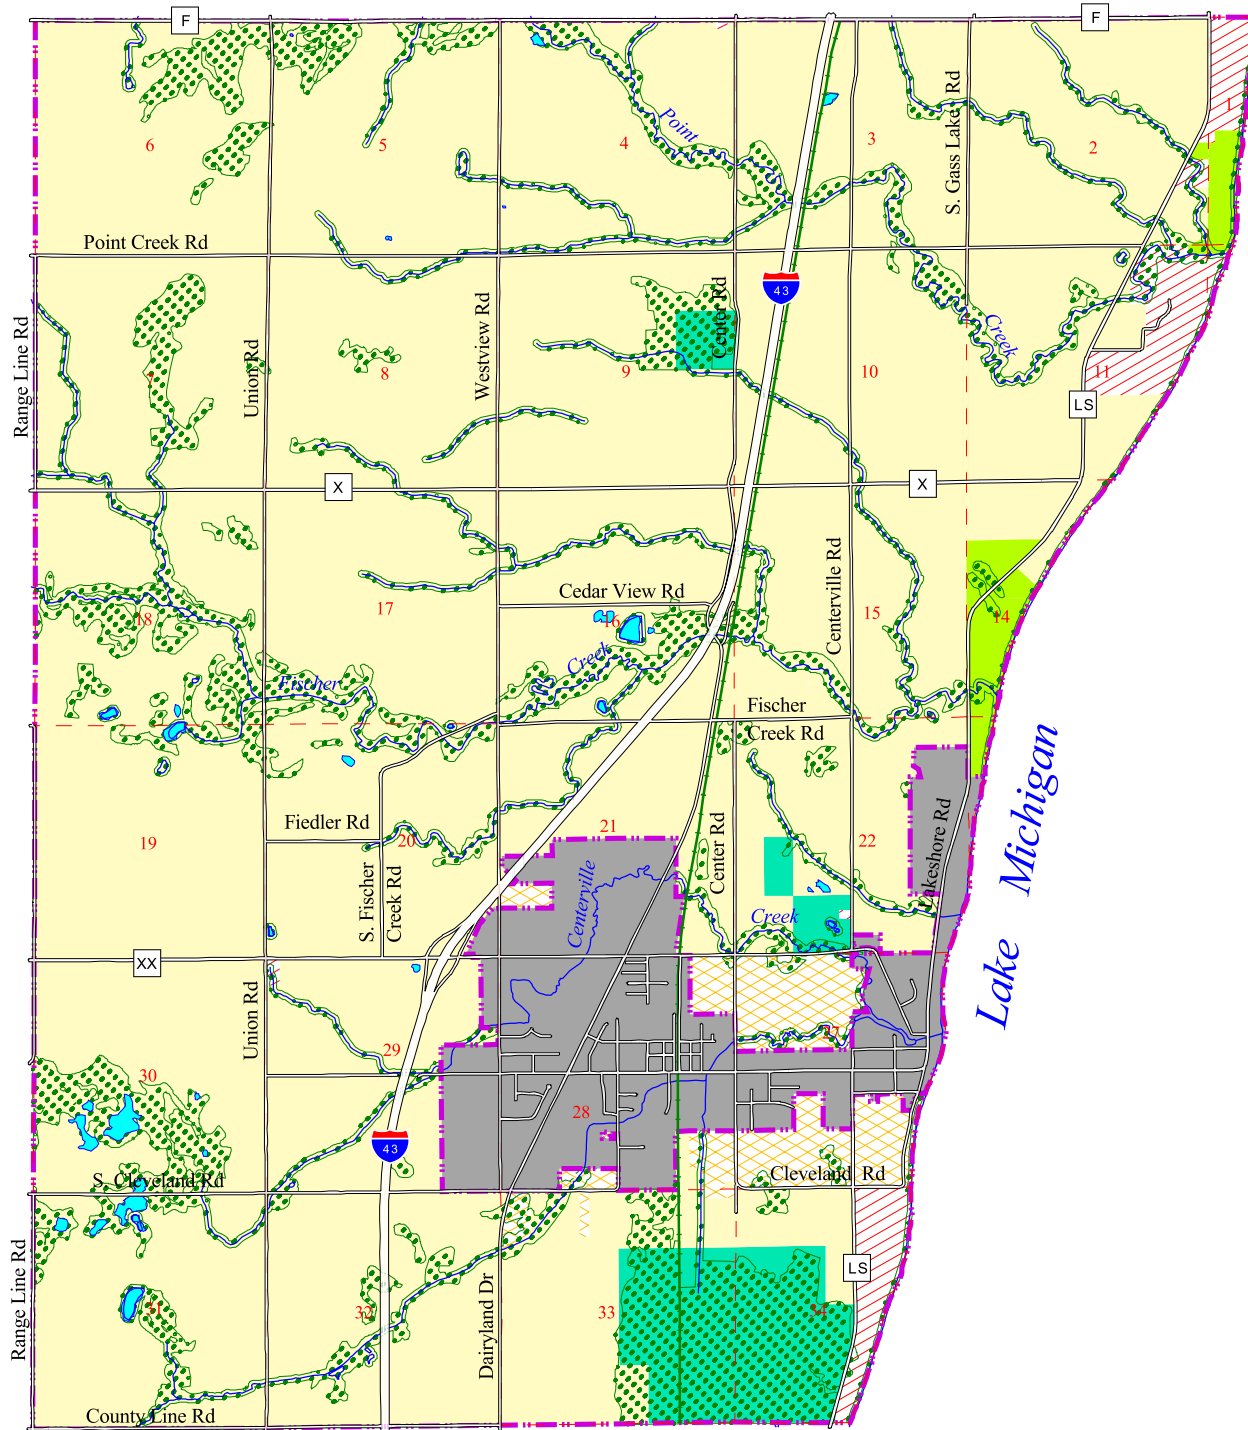 F
F
1
6
5
4
Point
3
S. Gass Lake Rd
2
Point Creek Rd
43
Range Line Rd
Union Rd
Westview Rd
Center Rd
Creek
7
8
9
10
11
LS
X
X
Centerville Rd
Cedar View Rd
17
18
16
15
14
Creek
Fischer
Fischer
Creek Rd
Lake Michigan
Fiedler Rd
19
20
21
22
S. Fischer
Creek Rd
Centerville
Center Rd
Lakeshore Rd
Creek
XX
Union Rd
29
27
30
28
43
S. Cleveland Rd
Cleveland Rd
Range Line Rd
Dairyland Dr
LS
31
32
33
34
County Line Rd